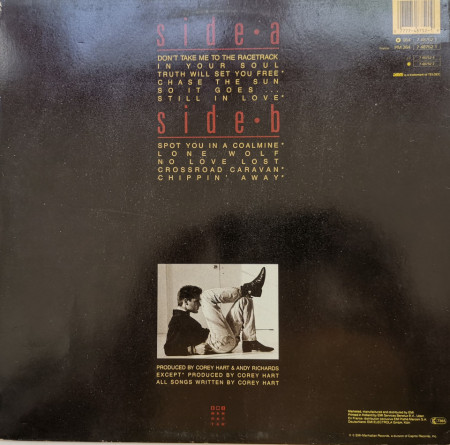 side•a
DON'T TAKE ME TO THE RACETRACK
IN YOUR SOUL
TRUTH WILL SET YOU FREE*
CHASE THE SUN
SO IT GOES...
STILL IN LOVE*
side•b
SPOT YOU IN A COALMINE*
LONE WOLF
NO LOVE LOST
CROSSROAD CARAVAN*
CHIPPIN' AWAY*
PRODUCED BY COREY HART & ANDY RICHARDS
EXCEPT* PRODUCED BY COREY HART
ALL SONGS WRITTEN BY COREY HART